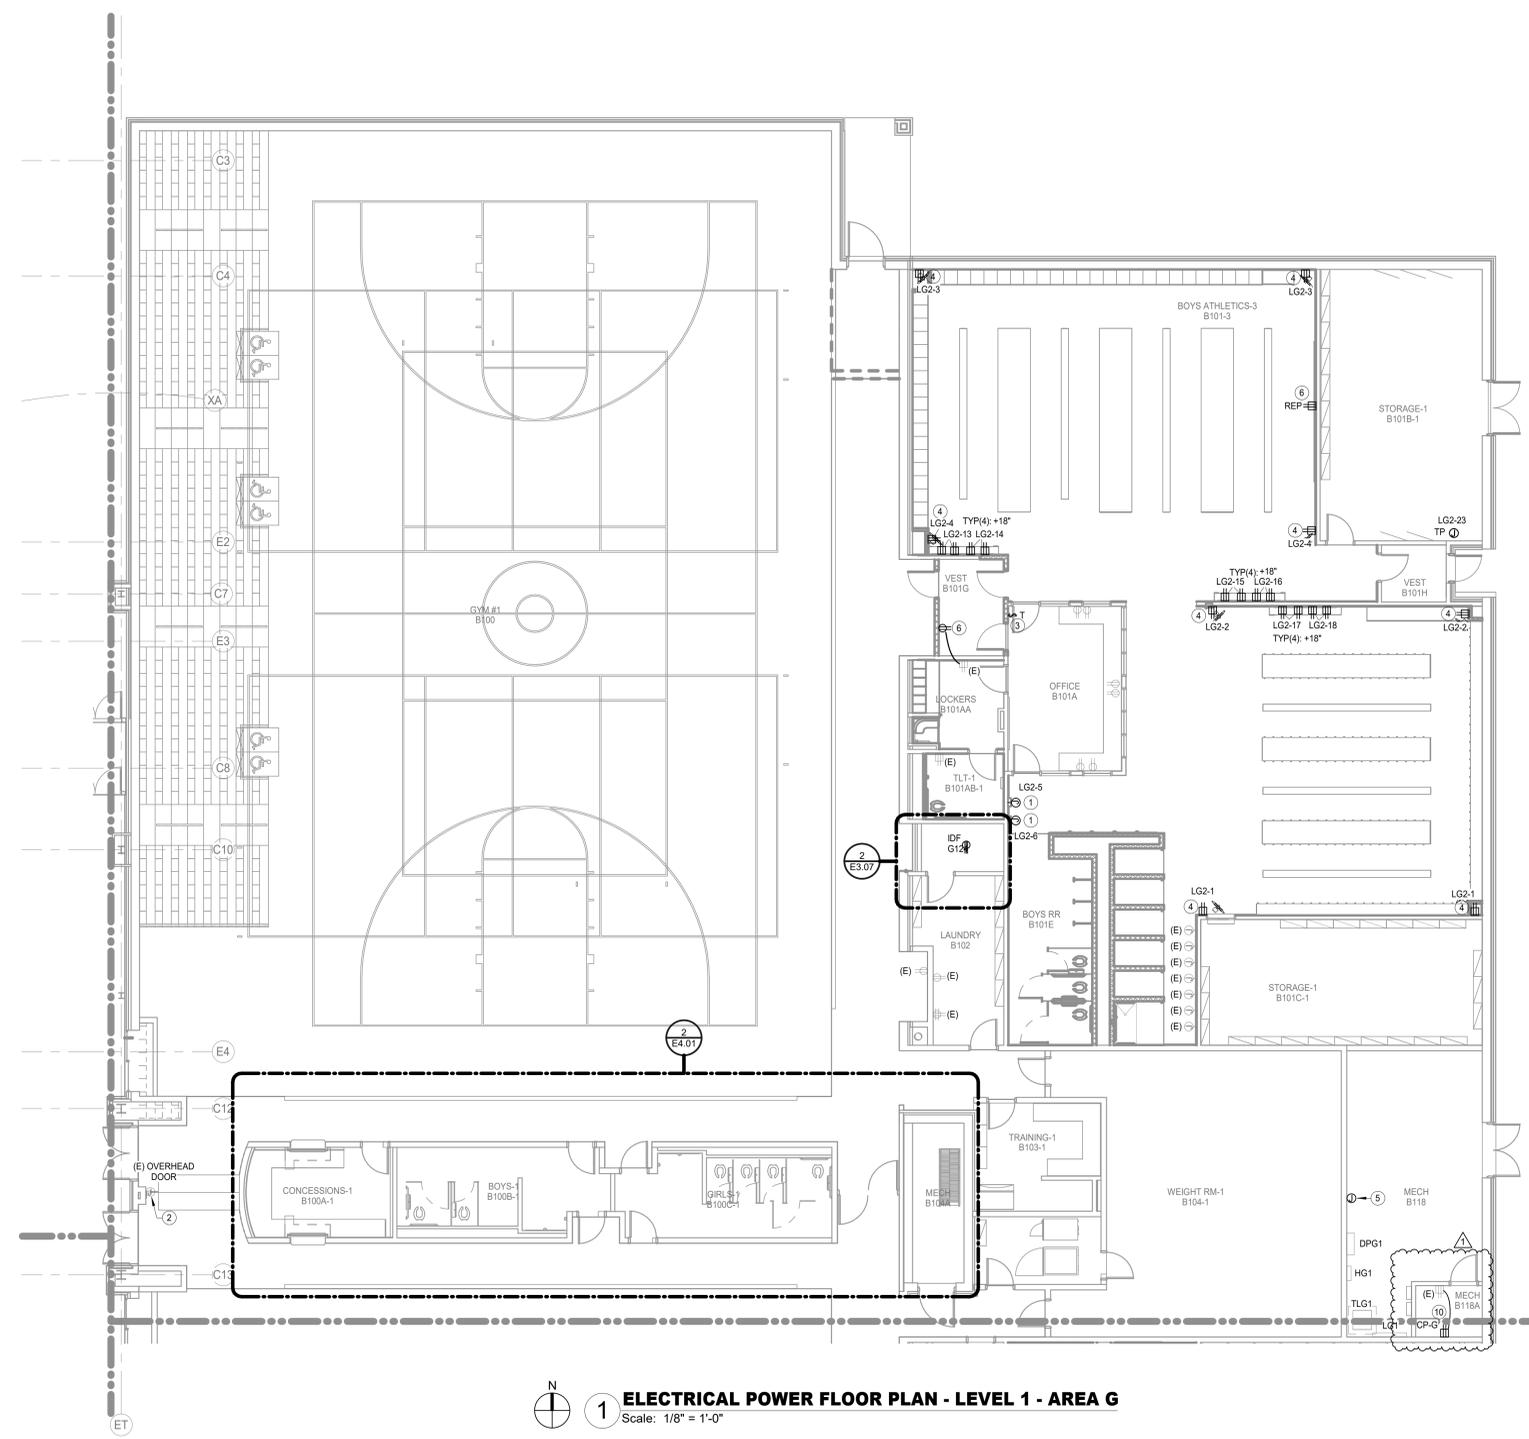 C3
C4
XA
E2
C7
E3
C8
C10
E4
C12
C13
ET
GYM #1
B100
4
LG2-3
4
LG2-3
BOYS ATHLETICS-3
B101-3
6
REP
STORAGE-1
B101B-1
4
LG2-4
TYP(4): +18"
LG2-13
LG2-14
4
LG2-4
LG2-23
TP
VEST
B101G
VEST
B101H
TYP(4): +18"
LG2-15
LG2-16
4
LG2-2
LG2-17
LG2-18
TYP(4): +18"
4
LG2-2
T
3
6
(E)
OFFICE
B101A
LOCKERS
B101AA
(E)
TLT-1
B101AB-1
LG2-5
1
1
LG2-6
IDF
2
E3.07
LG2-1
4
LG2-1
4
BOYS RR
B101E
LAUNDRY
B102
(E)
(E)
(E)
(E)
(E)
(E)
(E)
(E)
(E)
(E)
STORAGE-1
B101C-1
2
E4.01
(E) OVERHEAD
DOOR
2
CONCESSIONS-1
B100A-1
BOYS-1
B100B-1
GIRLS-1
B100C-1
MECH
B104A
TRAINING-1
B103-1
WEIGHT RM-1
B104-1
MECH
B118
5
DPG1
HG1
TLG1
LG1
1
(E)
MECH
B118A
10
CP-G
N
1
ELECTRICAL POWER FLOOR PLAN - LEVEL 1 - AREA G
Scale: 1/8" = 1'-0"